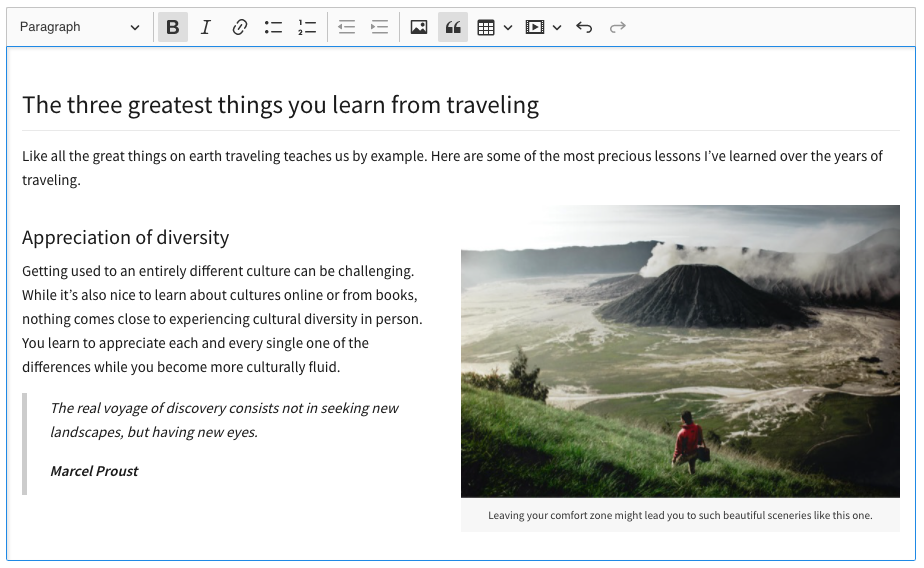 Paragraph
The three greatest things you learn from traveling
Like all the great things on earth traveling teaches us by example. Here are some of the most precious lessons I’ve learned over the years of
traveling.
Appreciation of diversity
Getting used to an entirely different culture can be challenging.
While it’s also nice to learn about cultures online or from books,
nothing comes close to experiencing cultural diversity in person.
You learn to appreciate each and every single one of the
differences while you become more culturally fluid.
The real voyage of discovery consists not in seeking new
landscapes, but having new eyes.
Marcel Proust
Leaving your comfort zone might lead you to such beautiful sceneries like this one.